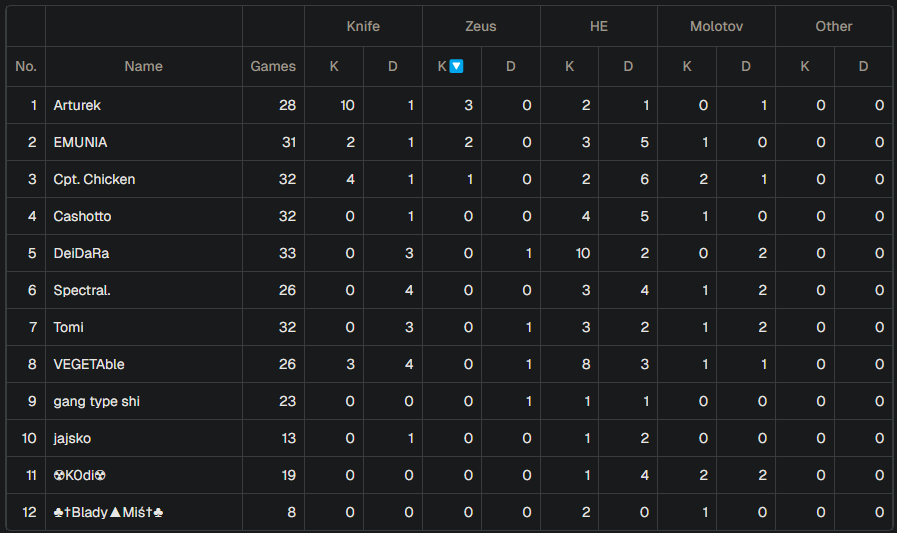 Knife Zeus HE Molotov Other
No. Name Games K D K🔽 D K D K D K D
1 Arturek 28 10 1 3 0 2 1 0 1 0 0
2 EMUNIA 31 2 1 2 0 3 5 1 0 0 0
3 Cpt. Chicken 32 4 1 1 0 2 6 2 1 0 0
4 Cashotto 32 0 1 0 0 4 5 1 0 0 0
5 DeiDaRa 33 0 3 0 1 10 2 0 2 0 0
6 Spectral. 26 0 4 0 0 3 4 1 2 0 0
7 Tomi 32 0 3 0 1 3 2 1 2 0 0
8 VEGETAble 26 3 4 0 1 8 3 1 1 0 0
9 gang type shi 23 0 0 0 1 1 1 0 0 0 0
10 jajsko 13 0 1 0 0 1 2 0 0 0 0
11 ☢K0di☢ 19 0 0 0 0 1 4 2 2 0 0
12 ♣†Blady▲Miś†♣ 8 0 0 0 0 2 0 1 0 0 0